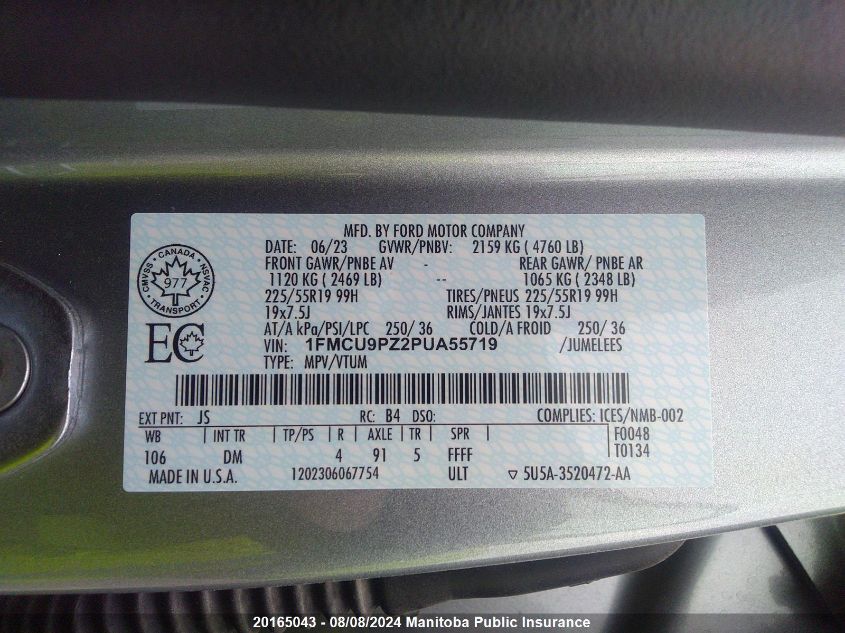 MFD. BY FORD MOTOR COMPANY
DATE: 06/23 GVWR/PNBV: 2159 KG ( 4760 LB)
FRONT GAWR/PNBE AV - REAR GAWR/ PNBE AR
1120 KG ( 2469 LB) -- 1065 KG ( 2348 LB)
225/55R19 99H TIRES/PNEUS 225/55R19 99H
19x7.5J RIMS/JANTES 19x7.5J
AT/A kPa/PSI/LPC 250/ 36 COLD/A FROID 250/ 36
VIN: 1FMCU9PZ2PUA55719 /JUMELEES
TYPE: MPV/VTUM
CANADA
CMVSS NSVAC
977
TRANSPORT
EC
EXT PNT: JS RC: B4 DSO: COMPLIES: ICES/NMB-002
WB INT TR TP/PS R AXLE TR SPR F0048
106 DM 4 91 5 FFFF T0134
MADE IN U.S.A. 1202306067754 ULT ▽ 5U5A-3520472-AA
20165043 - 08/08/2024 Manitoba Public Insurance